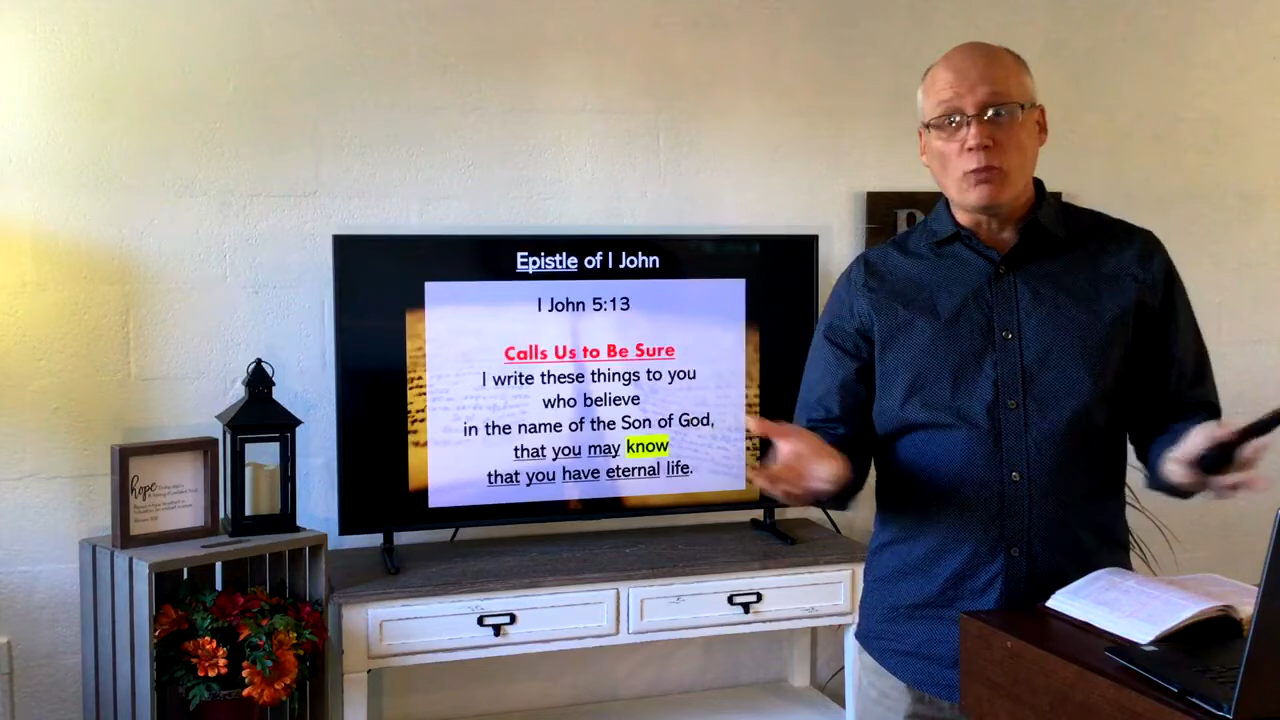 Epistle of I John
I John 5:13
Calls Us to Be Sure
I write these things to you
who believe
in the name of the Son of God,
that you may know
that you have eternal life.
hope